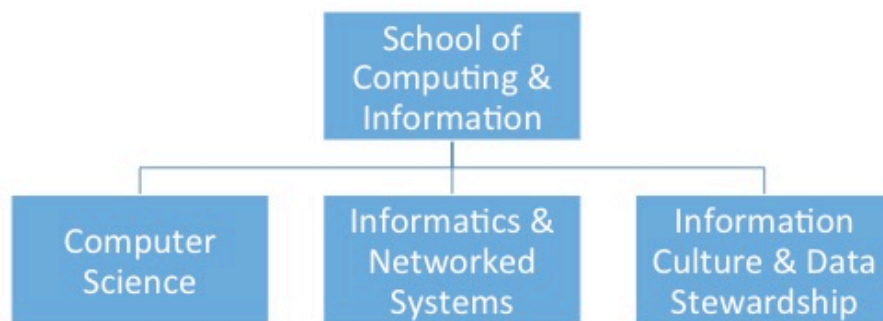 School of
Computing &
Information
Computer
Science
Informatics &
Networked
Systems
Information
Culture & Data
Stewardship